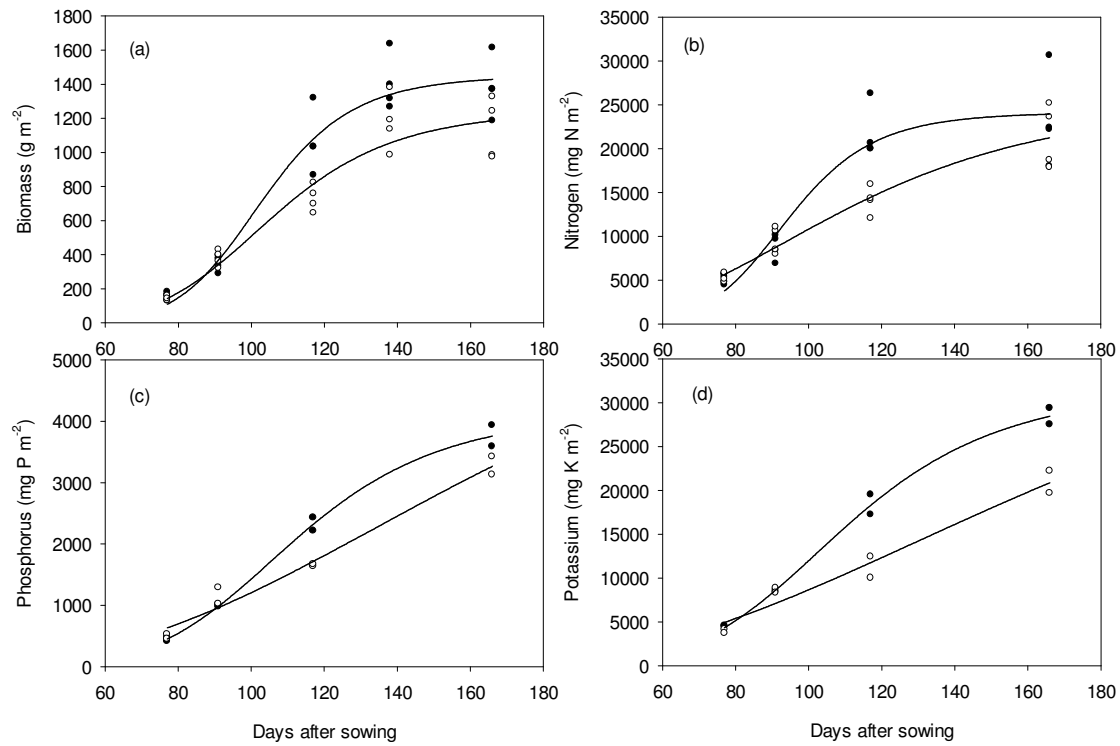 (a)
Biomass (g m-2)
1800
1600
1400
1200
1000
800
600
400
200
0
60 80 100 120 140 160 180
(b)
Nitrogen (mg N m-2)
35000
30000
25000
20000
15000
10000
5000
0
60 80 100 120 140 160 180
(c)
Phosphorus (mg P m-2)
5000
4000
3000
2000
1000
0
60 80 100 120 140 160 180
Days after sowing
(d)
Potassium (mg K m-2)
35000
30000
25000
20000
15000
10000
5000
0
60 80 100 120 140 160 180
Days after sowing